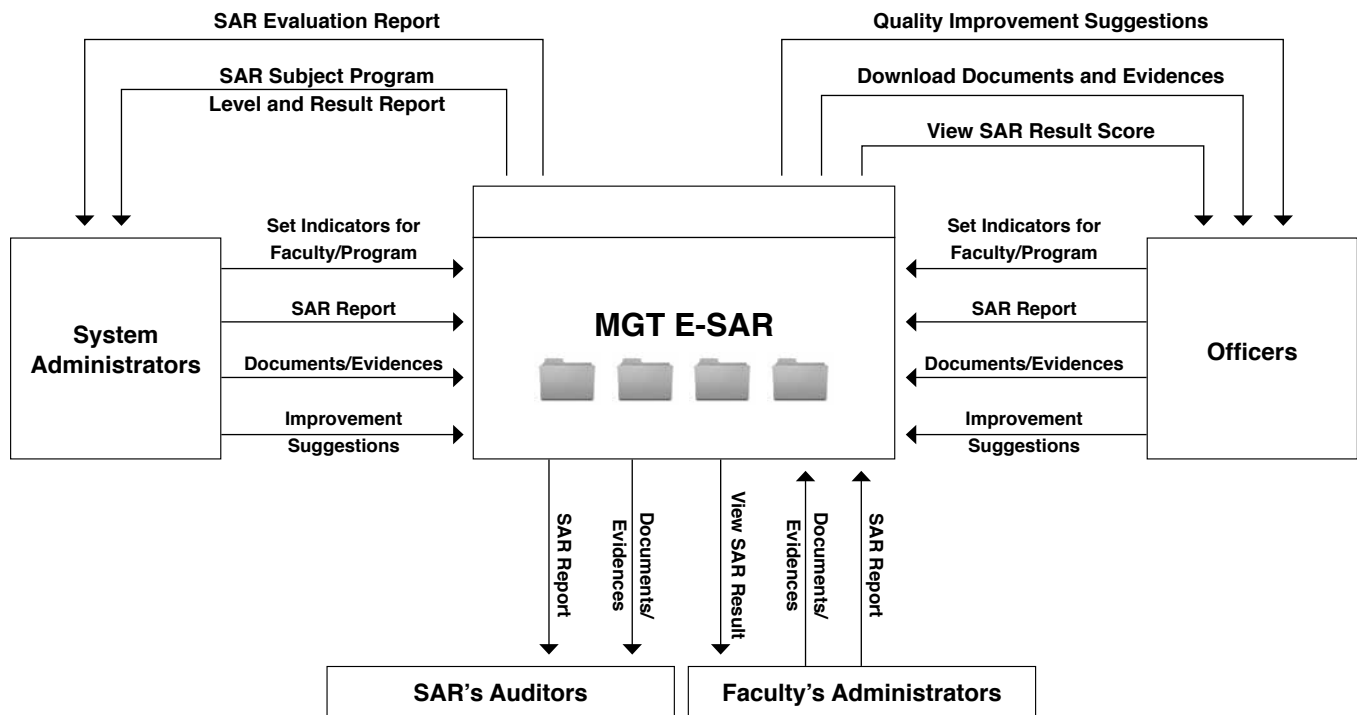 SAR Evaluation Report
SAR Subject Program
Level and Result Report
Quality Improvement Suggestions
Download Documents and Evidences
View SAR Result Score
System
Administrators
Set Indicators for
Faculty/Program
SAR Report
Documents/Evidences
Improvement
Suggestions
MGT E-SAR
Set Indicators for
Faculty/Program
SAR Report
Documents/Evidences
Improvement
Suggestions
Officers
SAR Report
Documents/
Evidences
View SAR Result
Documents/
Evidences
SAR Report
SAR's Auditors
Faculty's Administrators